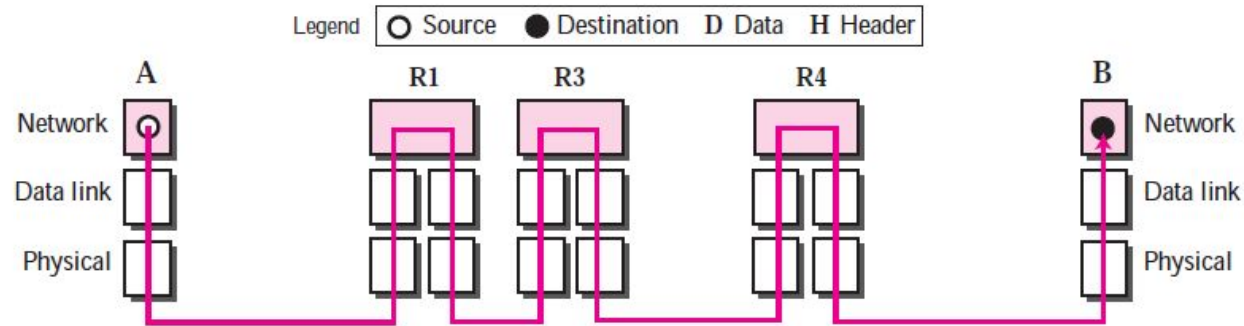 Legend Source Destination D Data H Header
A R1 R3 R4 B
Network Network
Data link Data link
Physical Physical